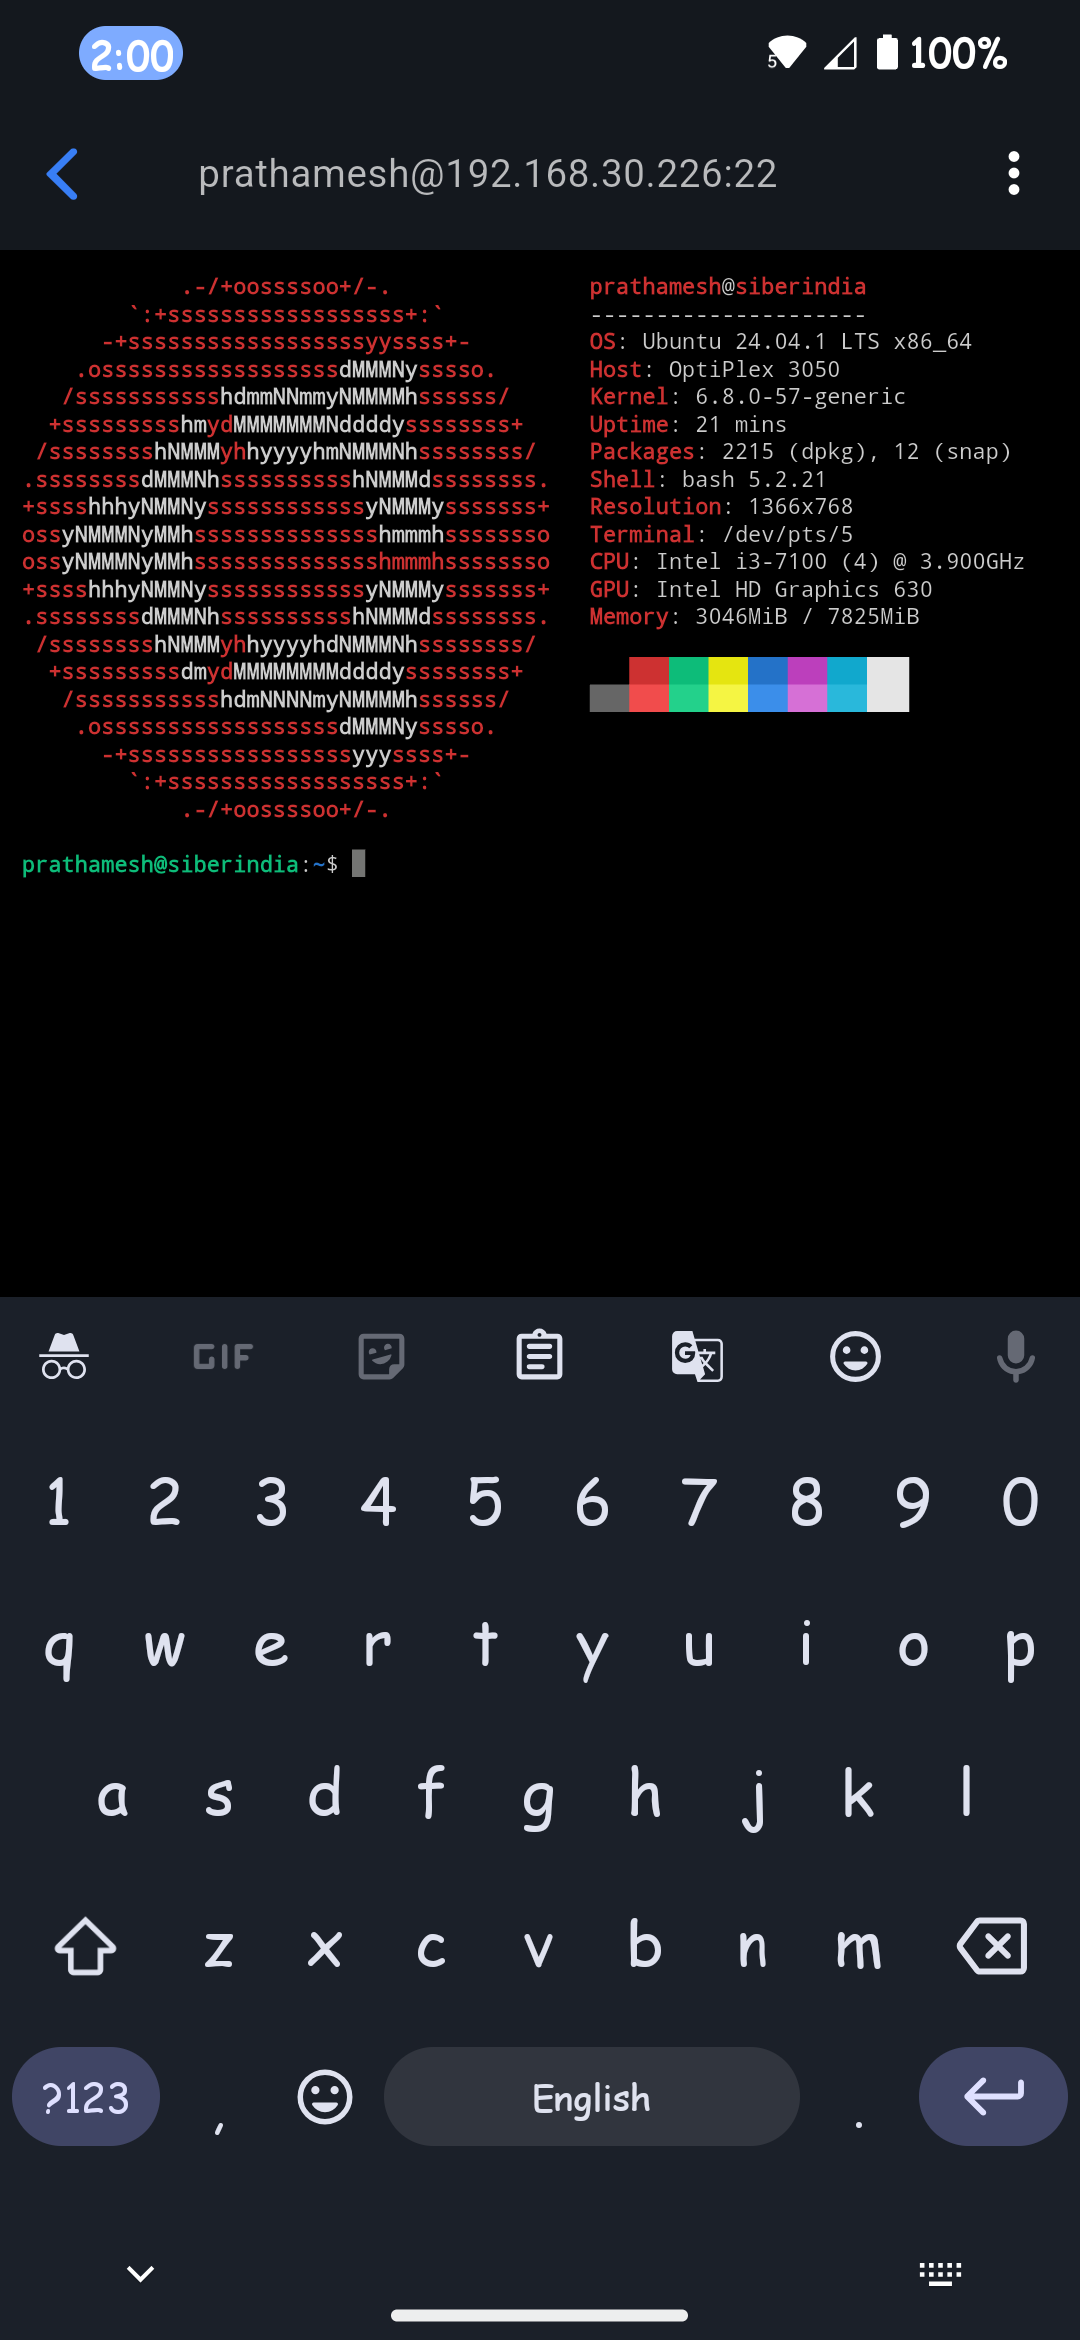 2:00 5 100%
prathamesh@192.168.30.226:22
.-/+oossssoo+/-. prathamesh@siberindia
`:+ssssssssssssssssss+:` ---------------------
-+ssssssssssssssssssyyssss+- OS: Ubuntu 24.04.1 LTS x86_64
.ossssssssssssssssssdMMMNysssso. Host: OptiPlex 3050
/ssssssssssshdmmNNmmyNMMMMhssssss/ Kernel: 6.8.0-57-generic
+ssssssssshmydMMMMMMMNddddyssssssss+ Uptime: 21 mins
/sssssssshNMMMyhhyyyyhmNMMMNhssssssss/ Packages: 2215 (dpkg), 12 (snap)
.ssssssssdMMMNhsssssssssshNMMMdssssssss. Shell: bash 5.2.21
+sssshhhyNMMNyssssssssssssyNMMMysssssss+ Resolution: 1366x768
ossyNMMMNyMMhsssssssssssssshmmmhssssssso Terminal: /dev/pts/5
ossyNMMMNyMMhsssssssssssssshmmmhssssssso CPU: Intel i3-7100 (4) @ 3.900GHz
+sssshhhyNMMNyssssssssssssyNMMMysssssss+ GPU: Intel HD Graphics 630
.ssssssssdMMMNhsssssssssshNMMMdssssssss. Memory: 3046MiB / 7825MiB
/sssssssshNMMMyhhyyyyhdNMMMNhssssssss/
+sssssssssdmydMMMMMMMMddddyssssssss+
/ssssssssssshdmNNNNmyNMMMMhssssss/
.ossssssssssssssssssdMMMNysssso.
-+sssssssssssssssssyyyssss+-
`:+ssssssssssssssssss+:`
.-/+oossssoo+/-.
prathamesh@siberindia:~$
GIF G文
1 2 3 4 5 6 7 8 9 0
q w e r t y u i o p
a s d f g h j k l
z x c v b n m
?123 , English .